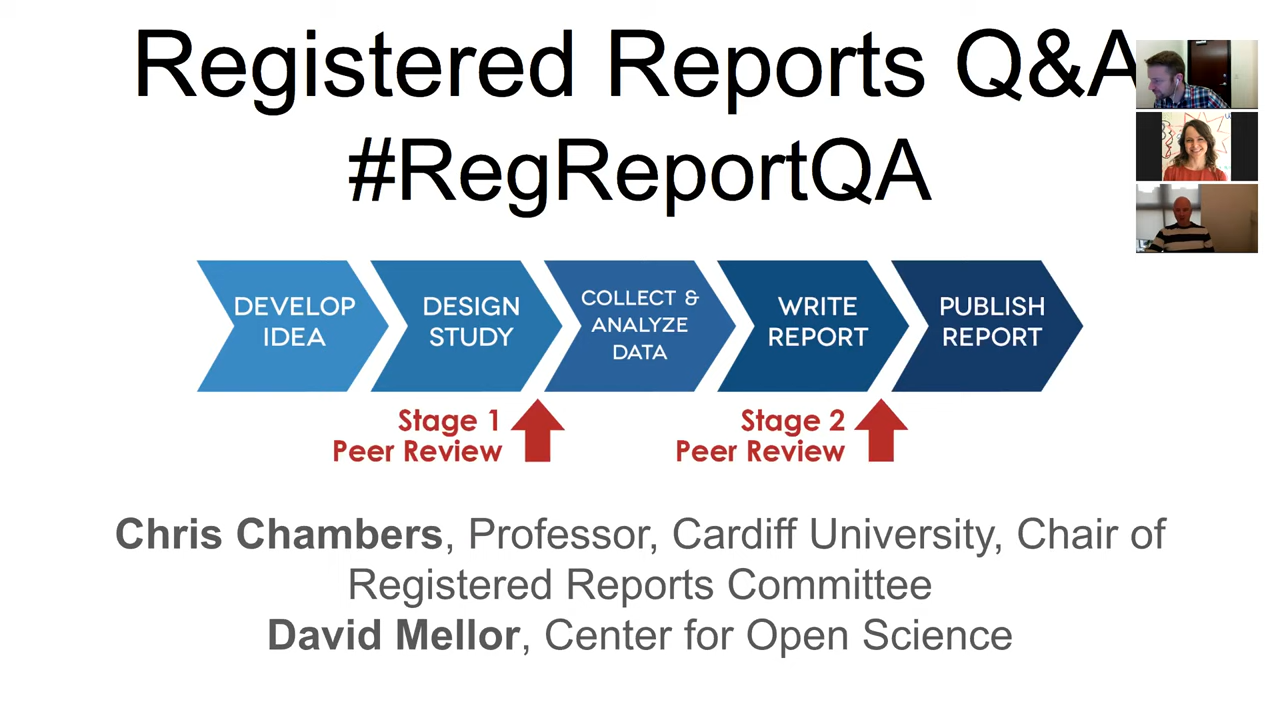 Registered Reports Q&A
#RegReportQA
DEVELOP
IDEA
DESIGN
STUDY
COLLECT &
ANALYZE
DATA
WRITE
REPORT
PUBLISH
REPORT
Stage 1
Peer Review
Stage 2
Peer Review
Chris Chambers, Professor, Cardiff University, Chair of
Registered Reports Committee
David Mellor, Center for Open Science